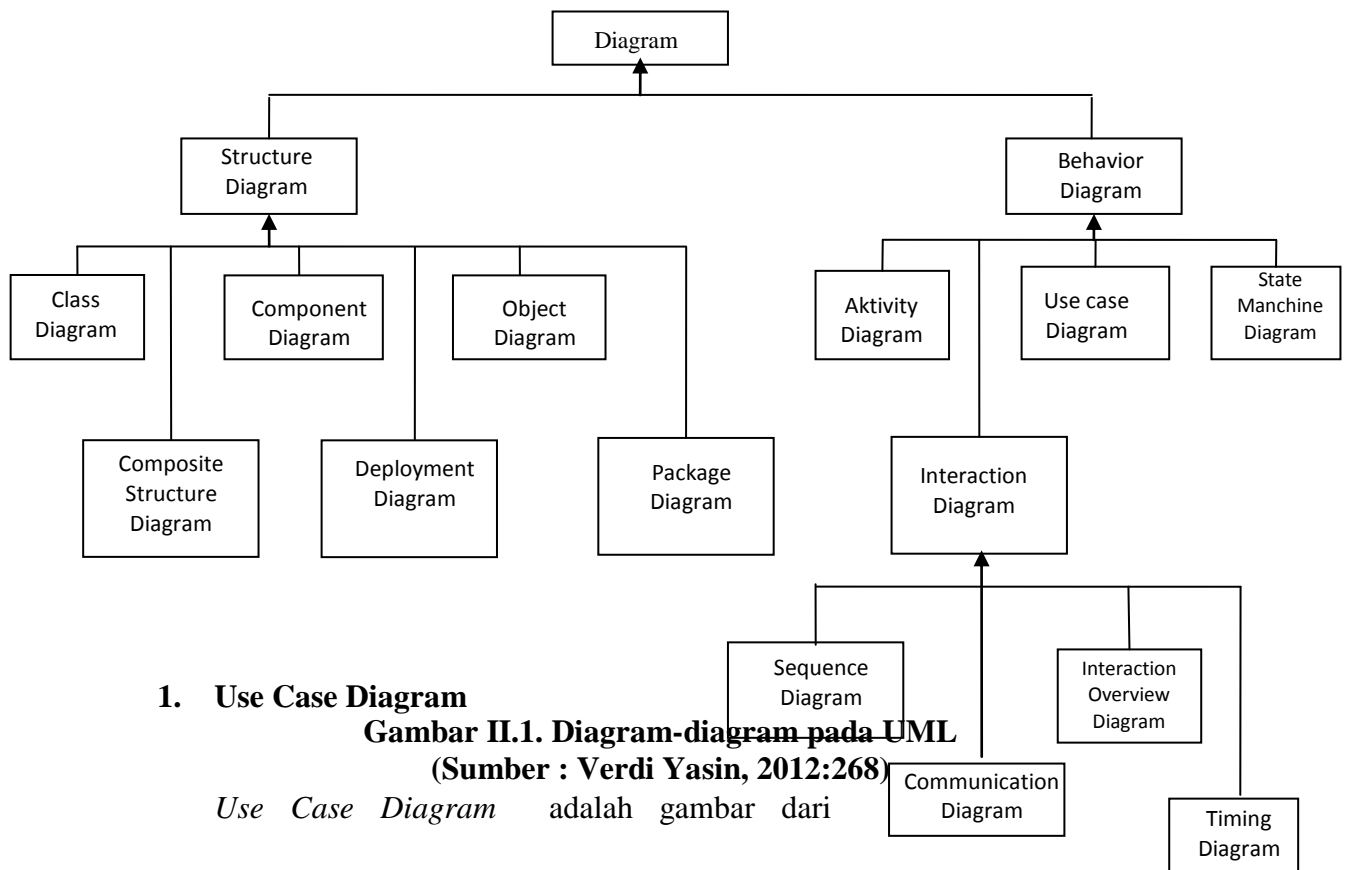 Diagram
Structure
Diagram
Behavior
Diagram
Class
Diagram
Component
Diagram
Object
Diagram
Aktivity
Diagram
Use case
Diagram
State
Manchine
Diagram
Composite
Structure
Diagram
Deployment
Diagram
Package
Diagram
Interaction
Diagram
Sequence
Diagram
Interaction
Overview
Diagram
Communication
Diagram
Timing
Diagram
1. Use Case Diagram
Gambar II.1. Diagram-diagram pada UML
(Sumber : Verdi Yasin, 2012:268)
Use Case Diagram adalah gambar dari